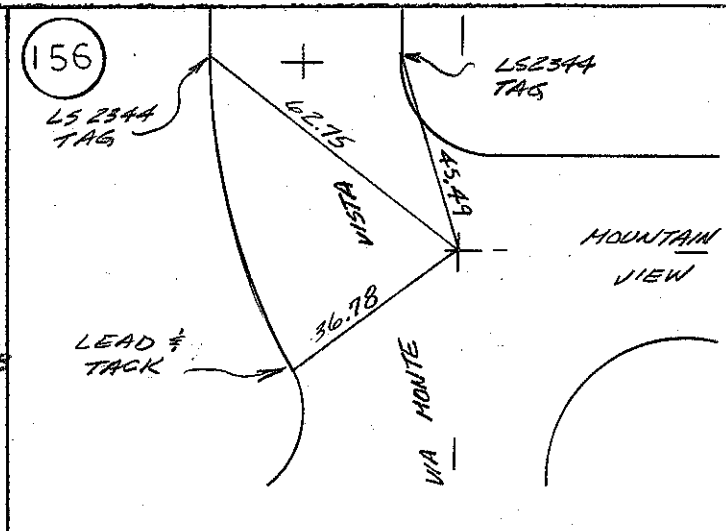 156
LS 2344
TAG
LS2344
TAG
62.75
45.49
VISTA
MOUNTAIN
VIEW
36.78
LEAD &
TACK
VIA MONTE